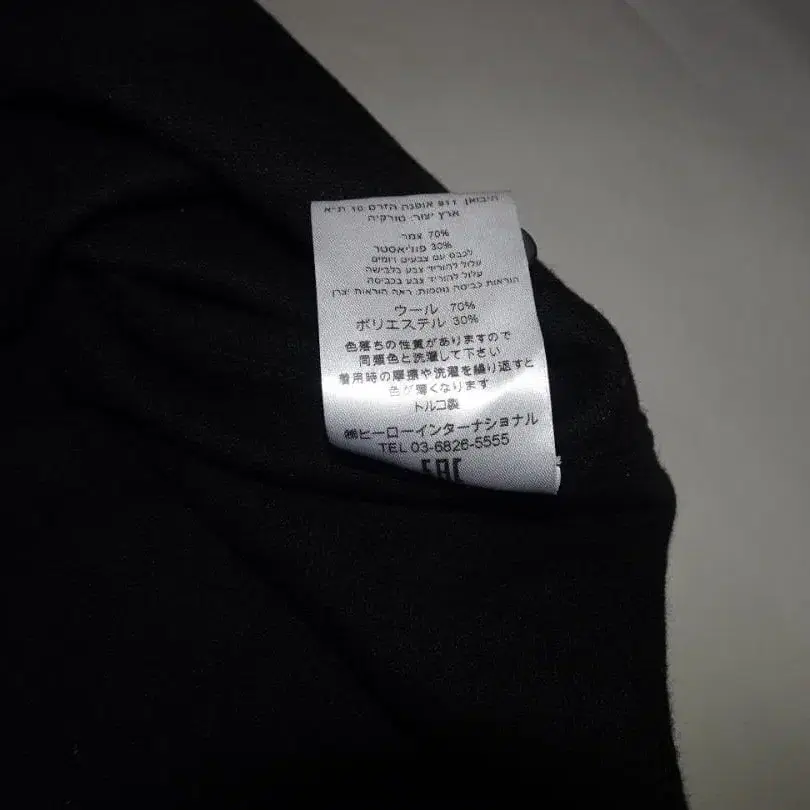 היבואן: 911 אופנה הזרם 10 ת"א
ארץ יצור: טורקיה
70% צמר
30% פוליאסטר
לכבס עם צבעים דומים
עלול להוריד צבע בלבישה
עלול להוריד צבע בכביסה
הוראות כביסה נוספות: ראה הוראות יצרן
ウール 70%
ポリエステル 30%
色落ちの性質がありますので
同類色と洗濯して下さい
着用時の摩擦や洗濯を繰り返すと
色が薄くなります
トルコ製
㈱ヒーローインターナショナル
TEL 03-6826-5555
EAC